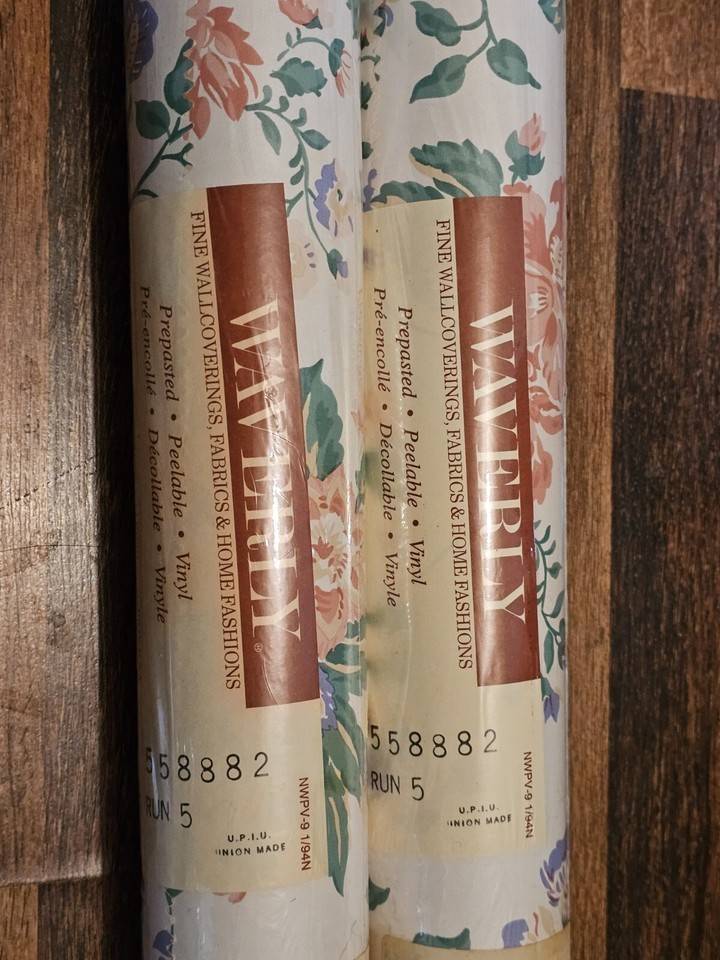 WAVERLY®
FINE WALLCOVERINGS, FABRICS & HOME FASHIONS
Prepasted • Peelable • Vinyl
Pré-encollé • Décollable • Vinyle
558882
RUN 5
U.P.I.U.
UNION MADE
NWPV-9 1/94N
WAVERLY
FINE WALLCOVERINGS, FABRICS & HOME FASHIONS
Prepasted • Peelable • Vinyl
Pré-encollé • Décollable • Vinyle
558882
RUN 5
U.P.I.U.
UNION MADE
NWPV-9 1/94N